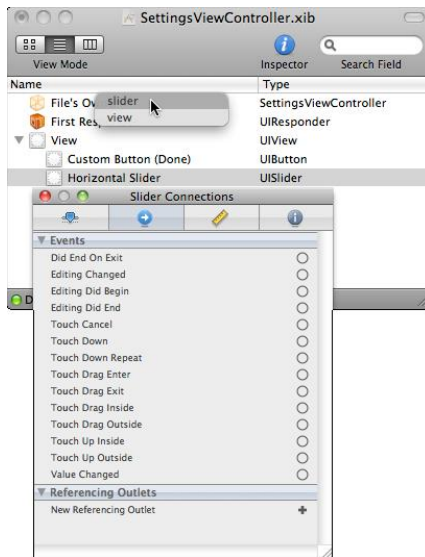 SettingsViewController.xib
View Mode
Inspector
Search Field
Name Type
File's Ow SettingsViewController
slider
view
First Res UIResponder
View UIView
Custom Button (Done) UIButton
Horizontal Slider UISlider
Slider Connections
Events
Did End On Exit
Editing Changed
Editing Did Begin
Editing Did End
Touch Cancel
Touch Down
Touch Down Repeat
Touch Drag Enter
Touch Drag Exit
Touch Drag Inside
Touch Drag Outside
Touch Up Inside
Touch Up Outside
Value Changed
Referencing Outlets
New Referencing Outlet
D